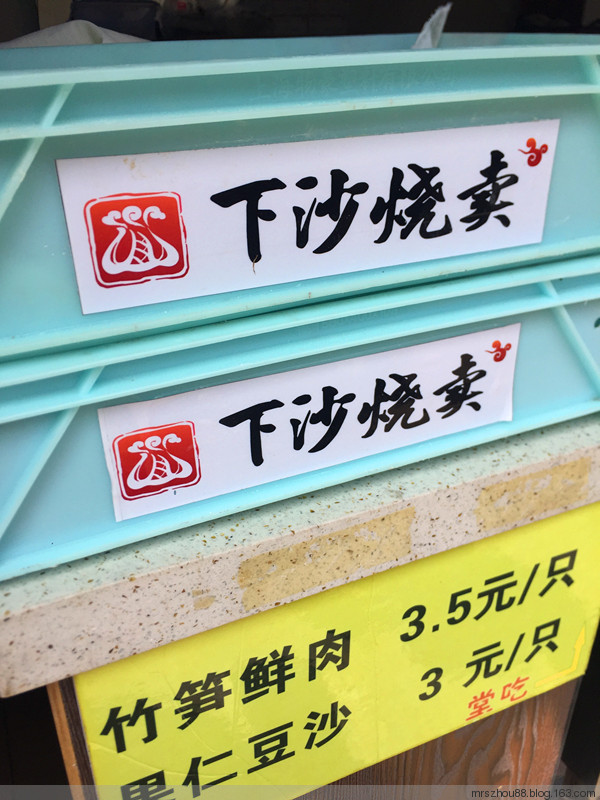 下沙烧卖
下沙烧卖
竹笋鲜肉 3.5元/只
果仁豆沙 3 元/只
堂吃
mrszhou88.blog.163.com